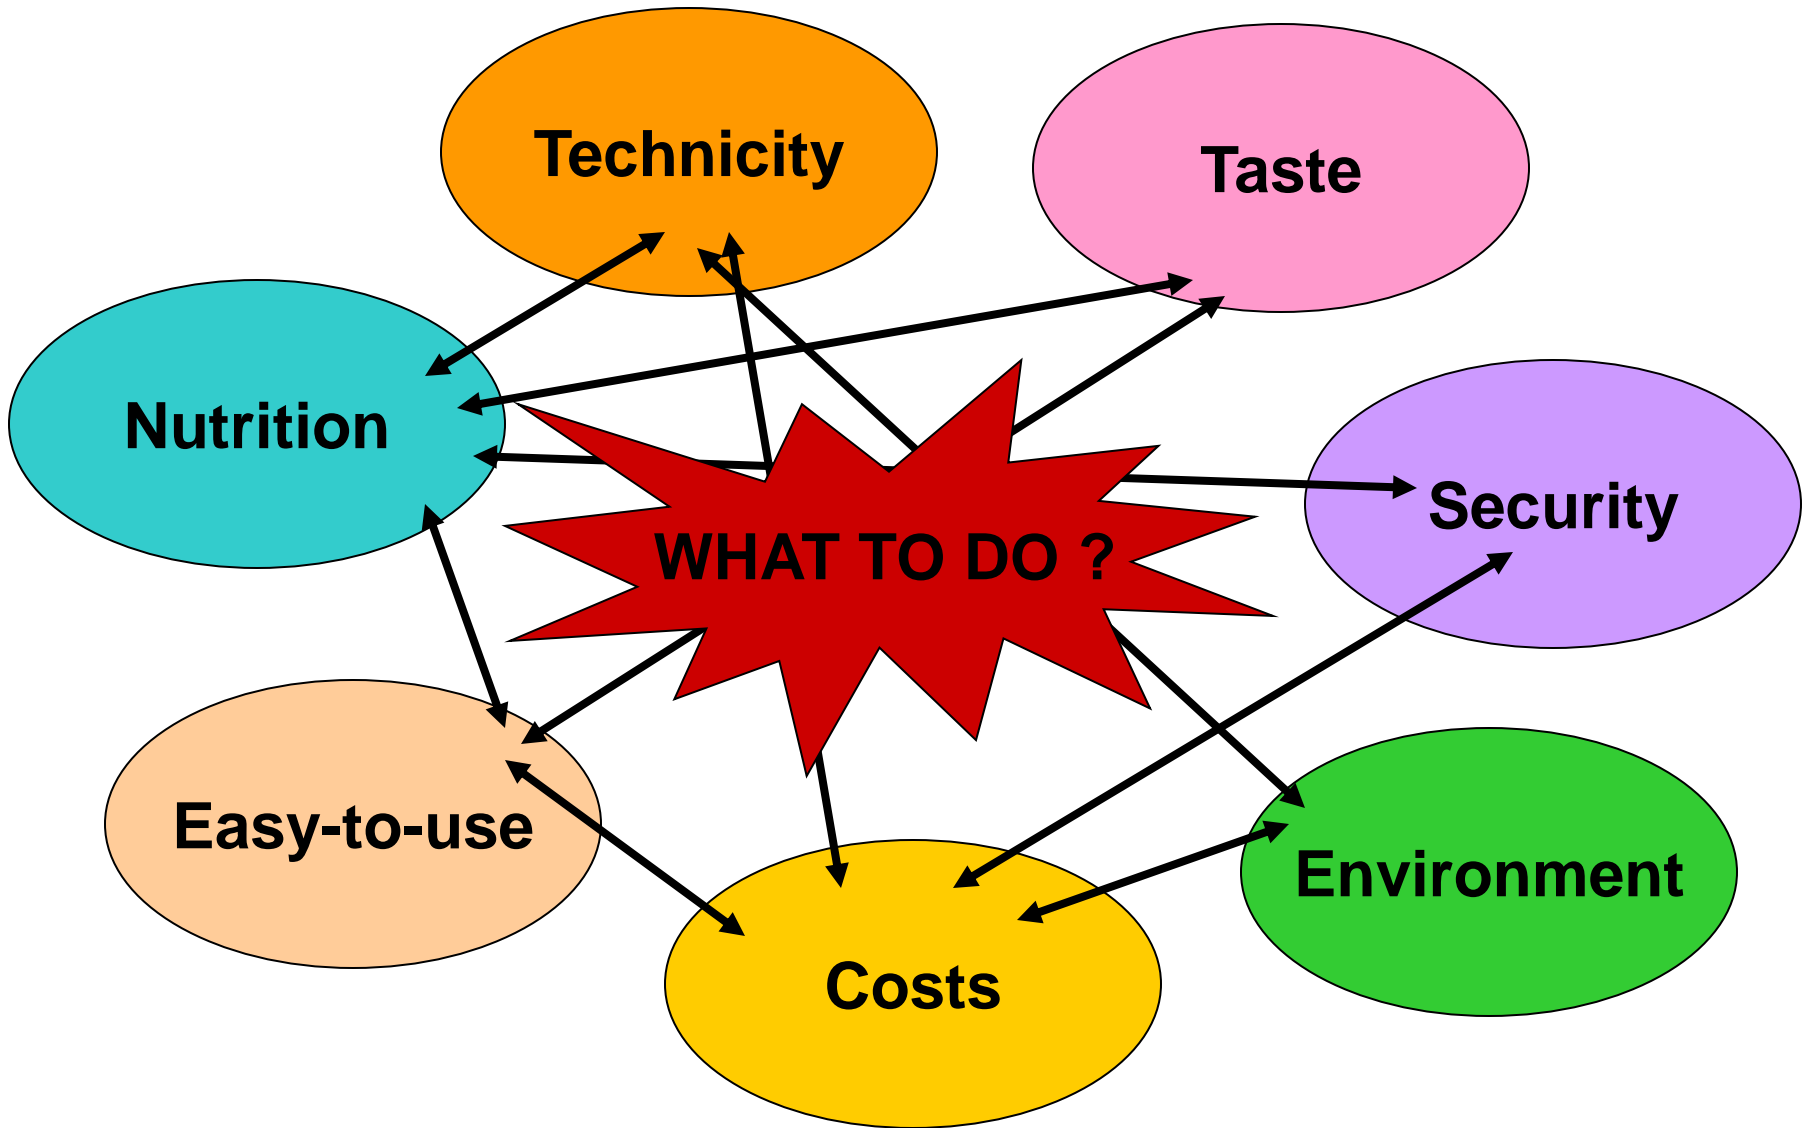 Technicity
Taste
Nutrition
Security
WHAT TO DO ?
Easy-to-use
Environment
Costs